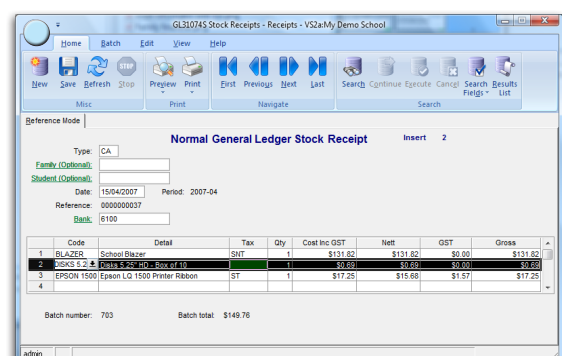 GL31074S Stock Receipts - Receipts - VS2a:My Demo School
Home Batch Edit View Help
New Save Refresh Stop Preview Print First Previous Next Last Search Continue Execute Cancel Search Fields Results List
Misc Print Navigate Search
Reference Mode
Normal General Ledger Stock Receipt Insert 2
Type: CA
Family (Optional):
Student (Optional):
Date: 15/04/2007 Period: 2007-04
Reference: 0000000037
Bank: 6100
Code Detail Tax Qty Cost Inc GST Nett GST Gross
1 BLAZER School Blazer SNT 1 $131.82 $131.82 $0.00 $131.82
2 DISKS 5.2 Disks 5.25" HD - Box of 10 1 $0.69 $0.69 $0.00 $0.69
3 EPSON 1500 Epson LQ 1500 Printer Ribbon ST 1 $17.25 $15.68 $1.57 $17.25
4
Batch number: 703 Batch total: $149.76
admin